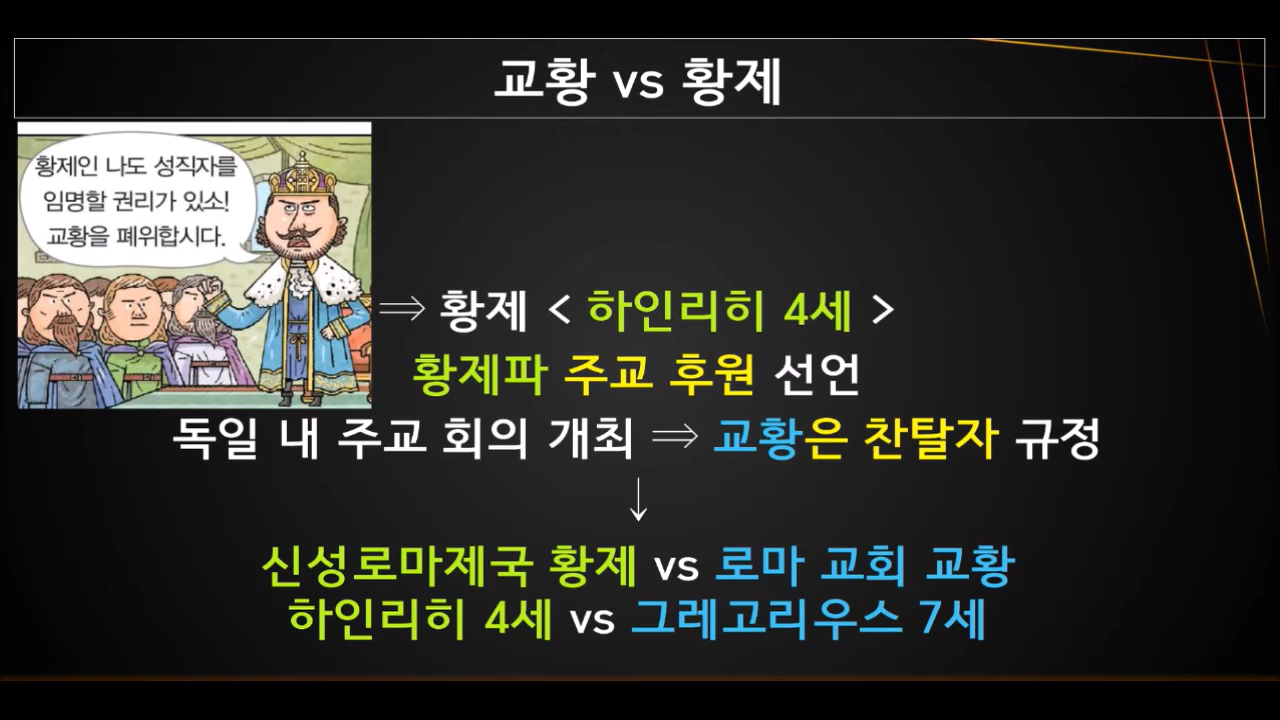 교황 vs 황제
황제인 나도 성직자를
임명할 권리가 있소!
교황을 폐위합시다.
⇒ 황제 < 하인리히 4세 >
황제파 주교 후원 선언
독일 내 주교 회의 개최 ⇒ 교황은 찬탈자 규정
↓
신성로마제국 황제 vs 로마 교회 교황
하인리히 4세 vs 그레고리우스 7세